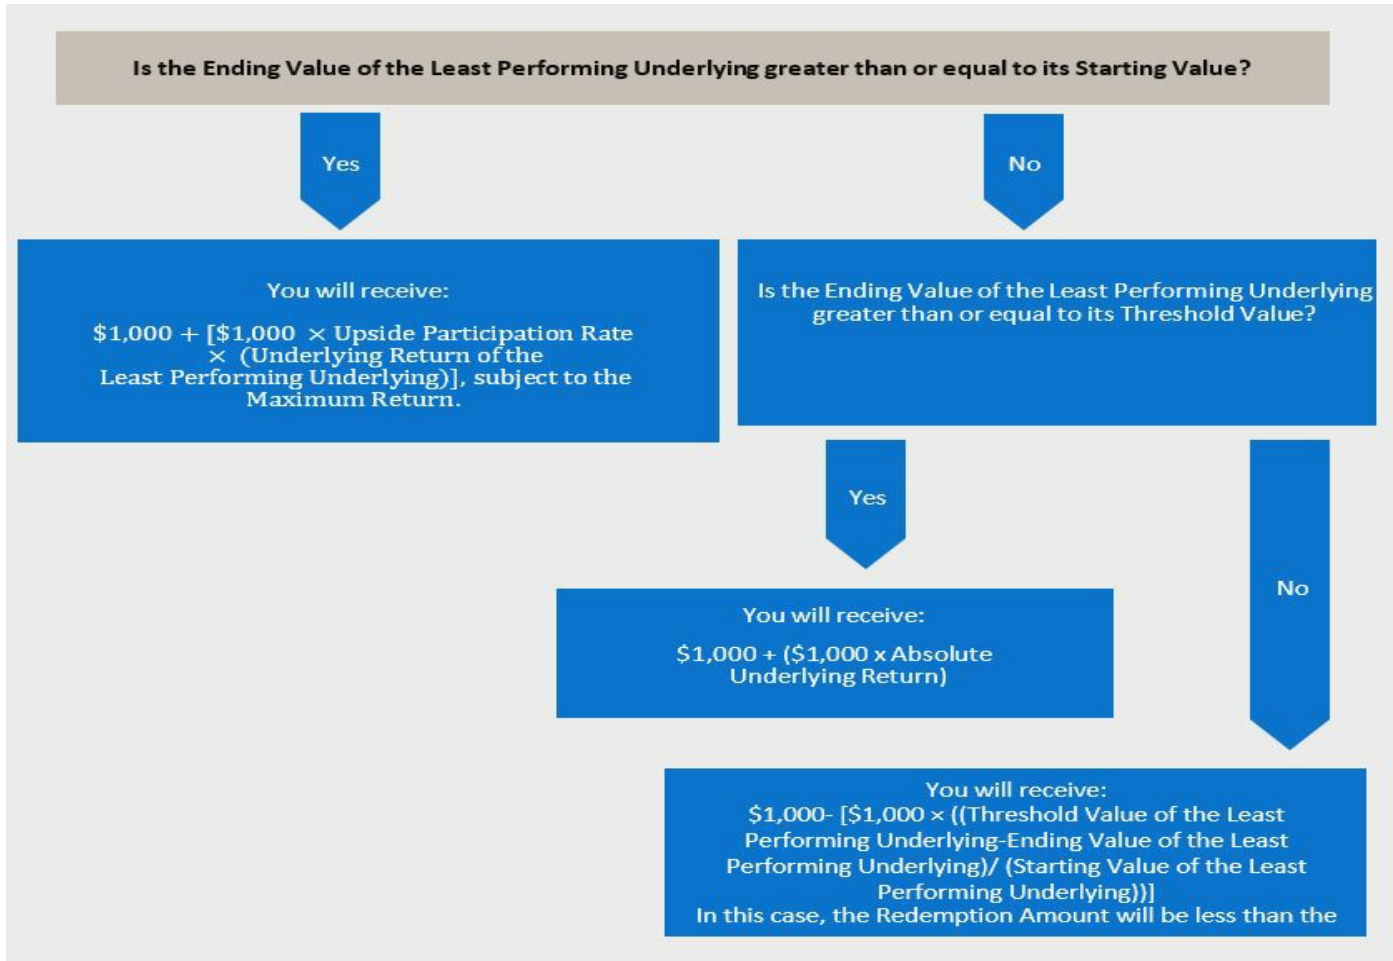 Is the Ending Value of the Least Performing Underlying greater than or equal to its Starting Value?
Yes
No
You will receive:
$1,000 + [$1,000 × Upside Participation Rate
× (Underlying Return of the
Least Performing Underlying)], subject to the
Maximum Return.
Is the Ending Value of the Least Performing Underlying
greater than or equal to its Threshold Value?
Yes
No
You will receive:
$1,000 + ($1,000 x Absolute
Underlying Return)
You will receive:
$1,000- [$1,000 × ((Threshold Value of the Least
Performing Underlying-Ending Value of the Least
Performing Underlying)/ (Starting Value of the Least
Performing Underlying))]
In this case, the Redemption Amount will be less than the